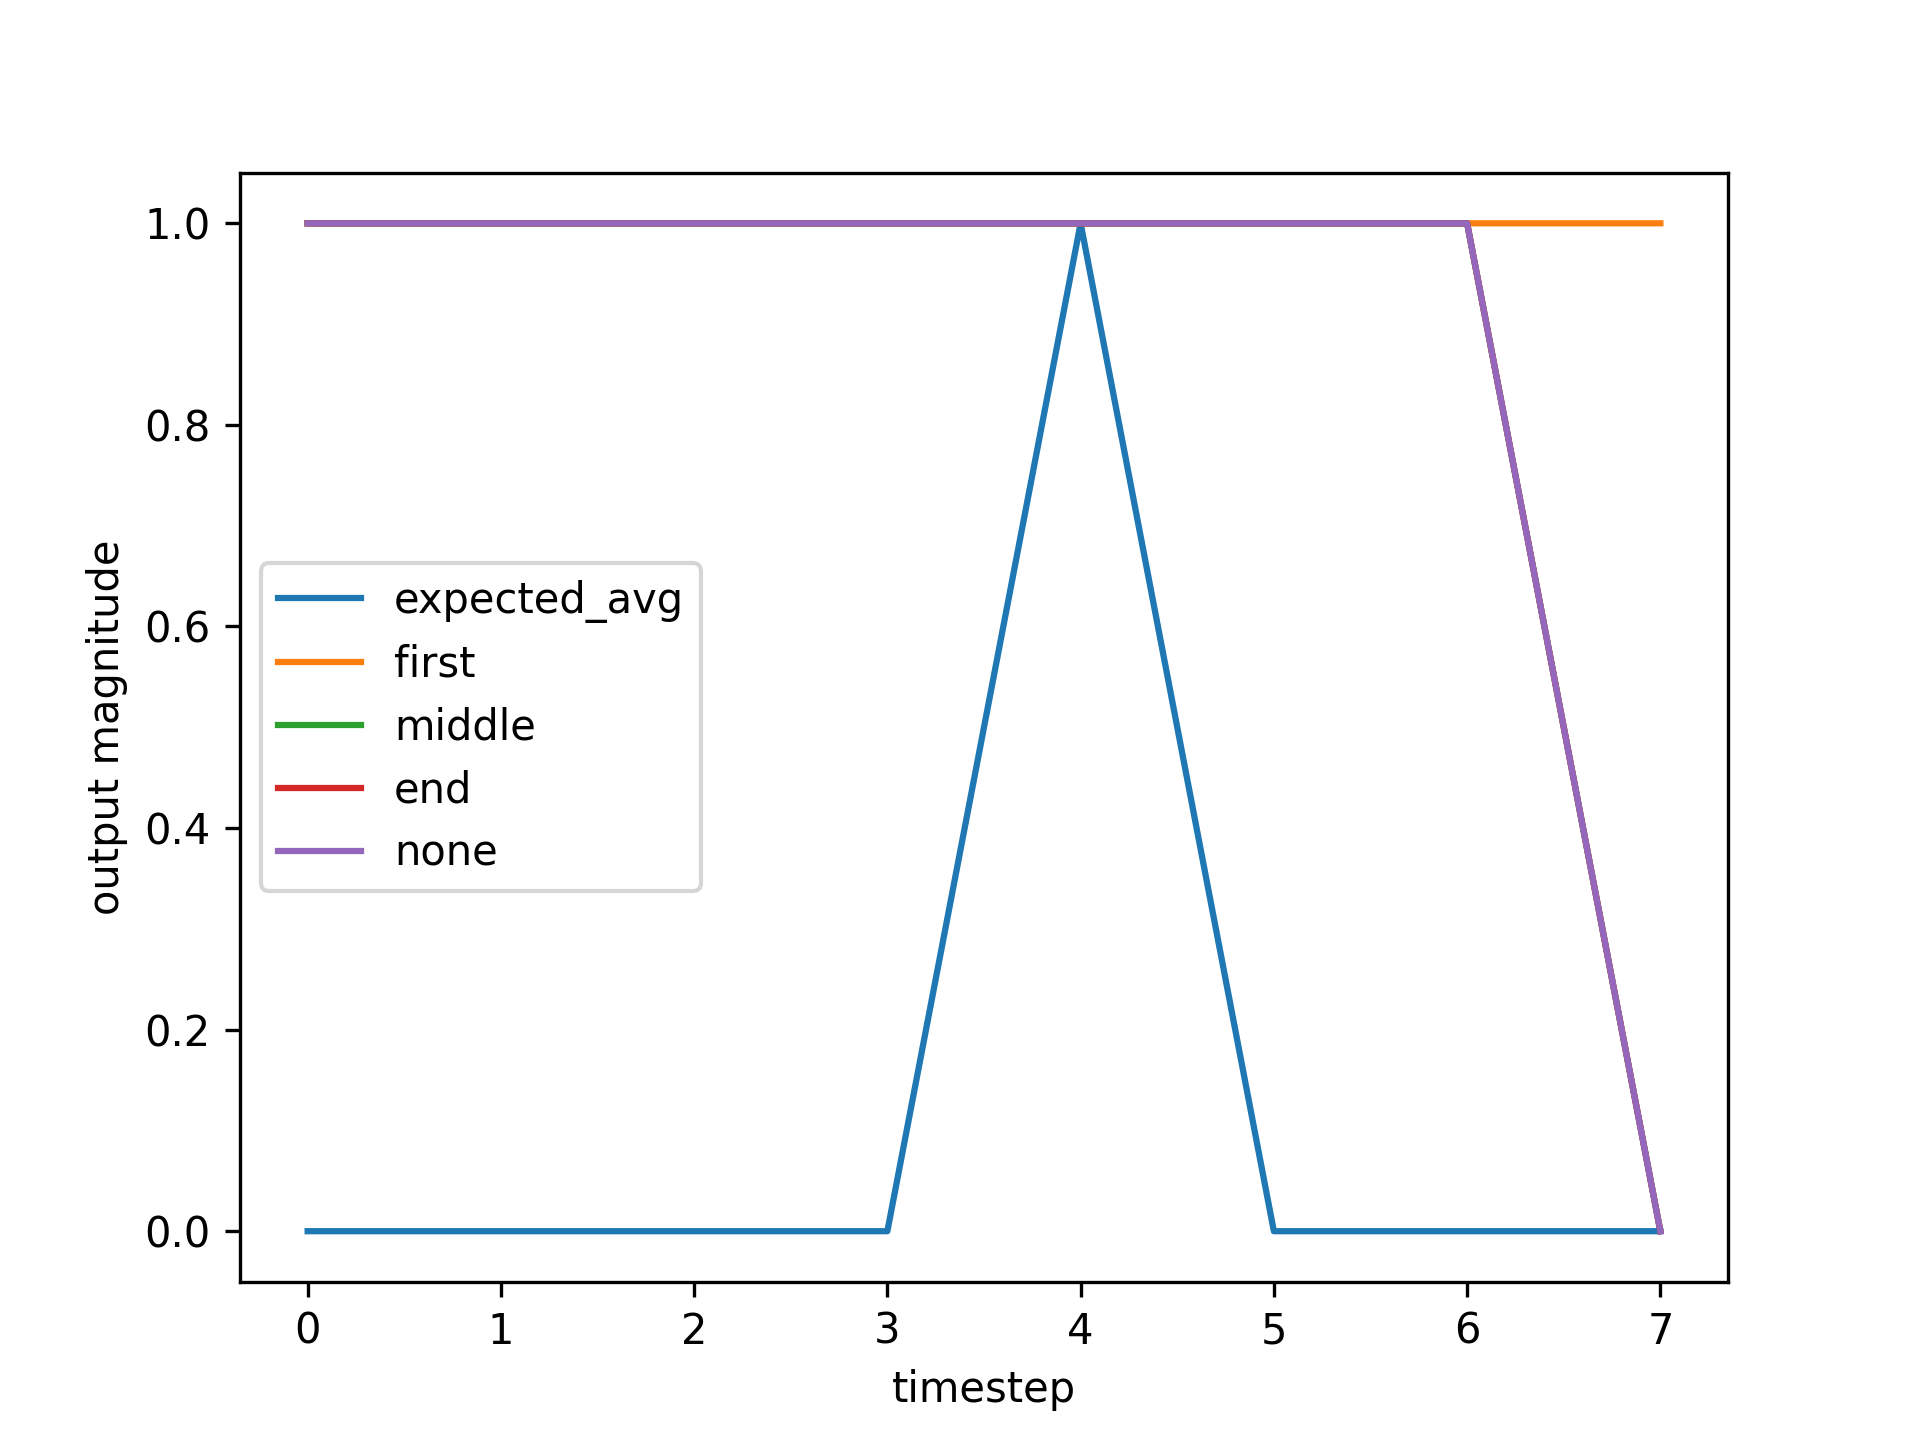 1.0
0.8
0.6
0.4
0.2
0.0
output magnitude
expected_avg
first
middle
end
none
0 1 2 3 4 5 6 7
timestep